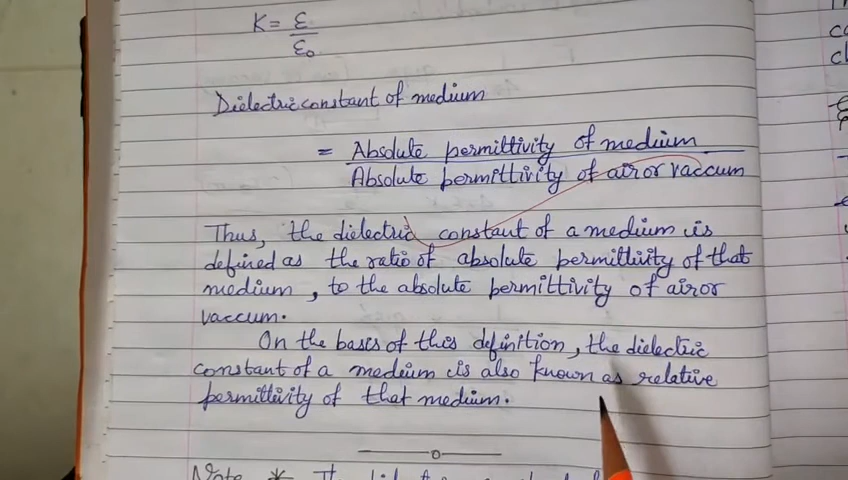 K = ε
ε₀
Dielectric constant of medium
= Absolute permittivity of medium
Absolute permittivity of air or vaccum
Thus, the dielectric constant of a medium is
defined as the ratio of absolute permittivity of that
medium, to the absolute permittivity of air or
vaccum.
On the basis of this definition, the dielectric
constant of a medium is also known as relative
permittivity of that medium.
Note * The